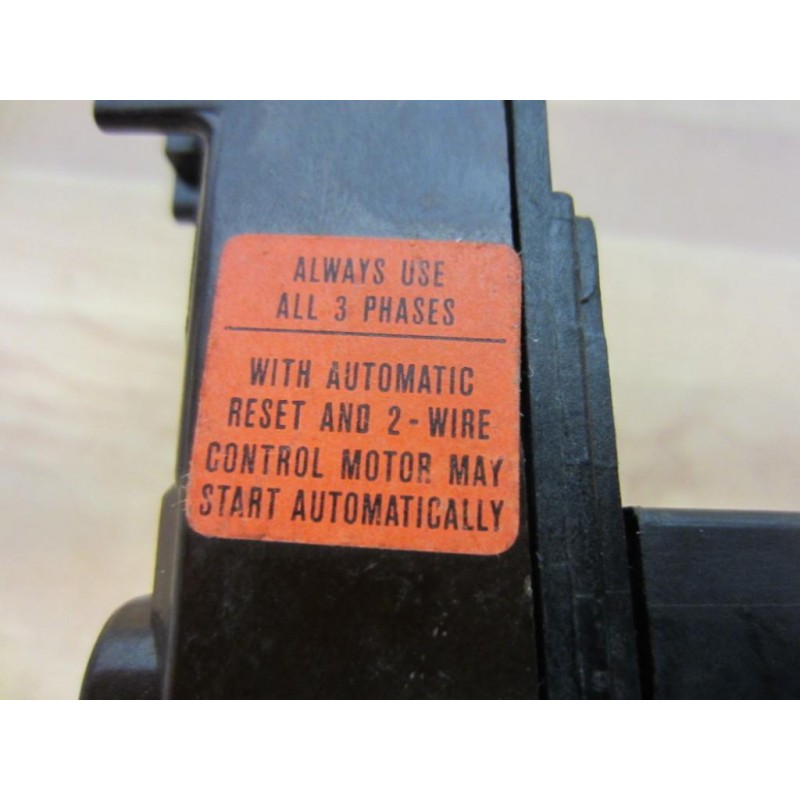 ALWAYS USE
ALL 3 PHASES
WITH AUTOMATIC
RESET AND 2-WIRE
CONTROL MOTOR MAY
START AUTOMATICALLY